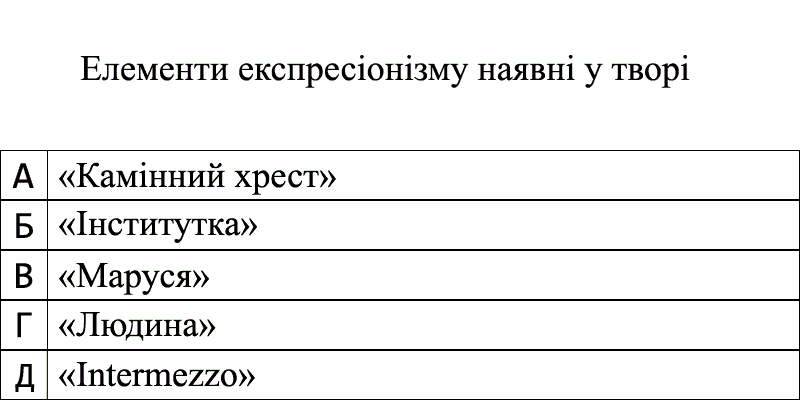 Елементи експресіонізму наявні у творі
А «Камінний хрест»
Б «Інститутка»
В «Маруся»
Г «Людина»
Д «Intermezzo»